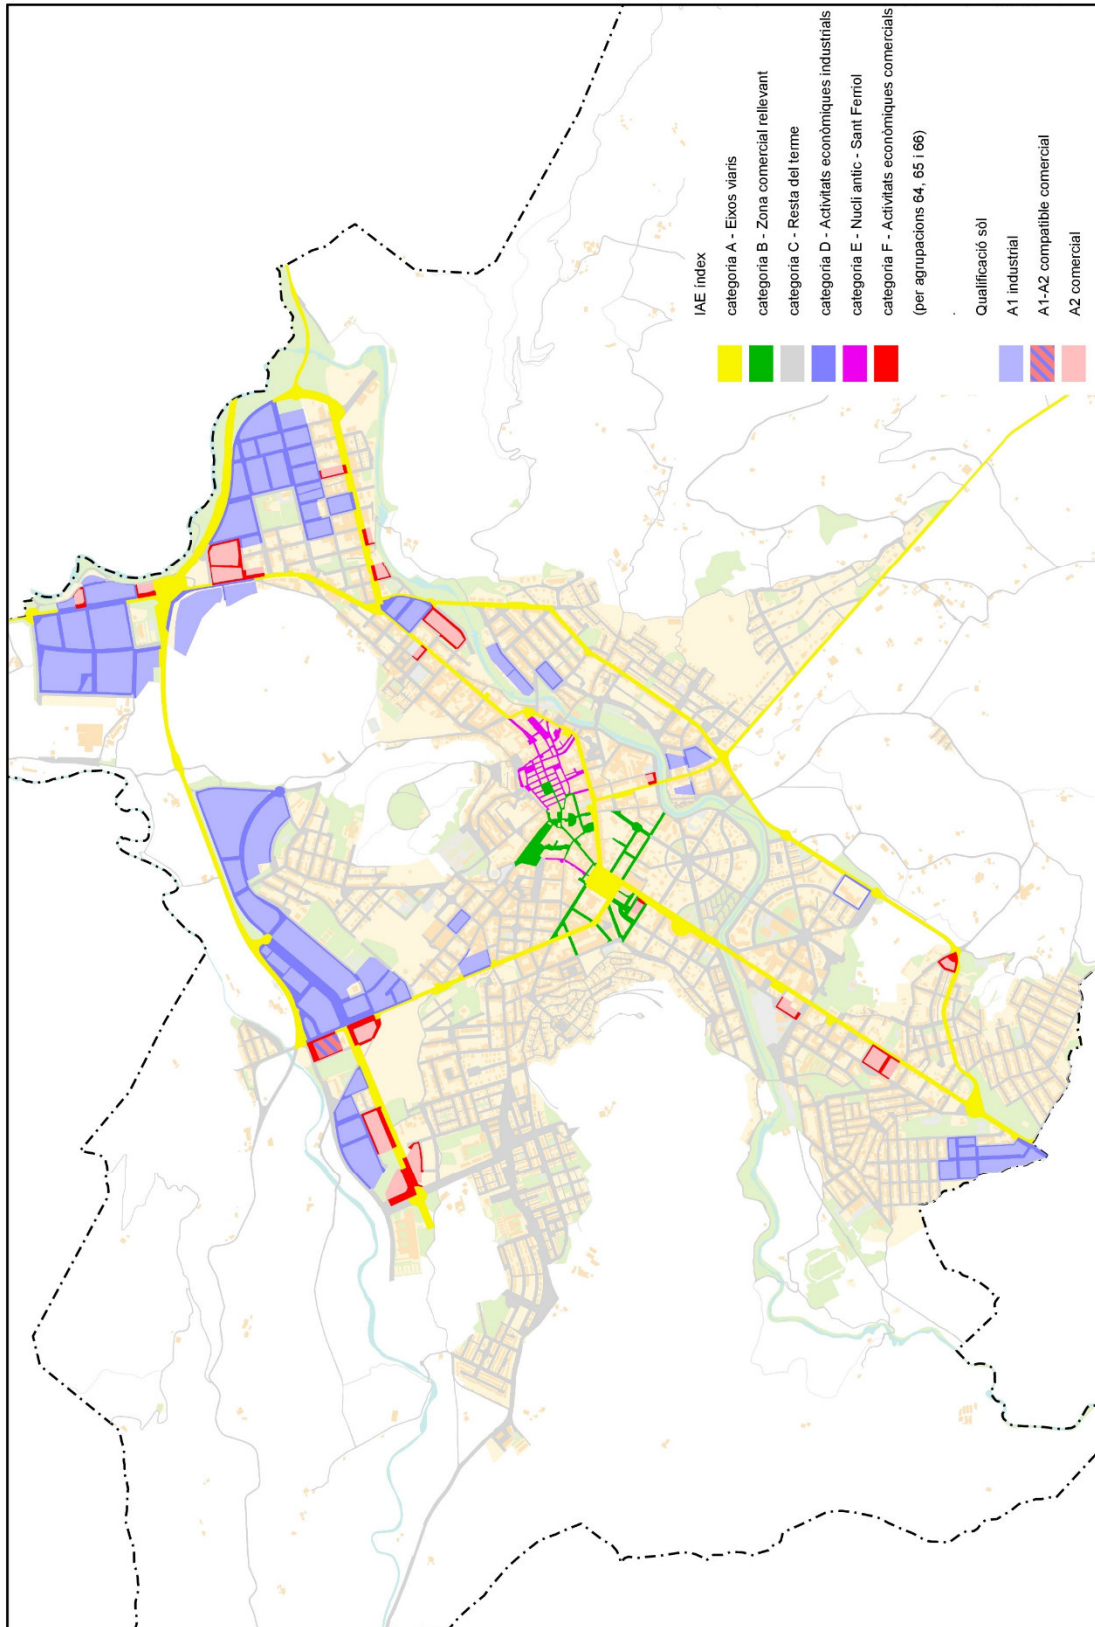 IAE índex
categoria A - Eixos viaris
categoria B - Zona comercial rellevant
categoria C - Resta del terme
categoria D - Activitats econòmiques industrials
categoria E - Nucli antic - Sant Ferriol
categoria F - Activitats econòmiques comercials
(per agrupacions 64, 65 i 66)
.
Qualificació sòl
A1 industrial
A1-A2 compatible comercial
A2 comercial